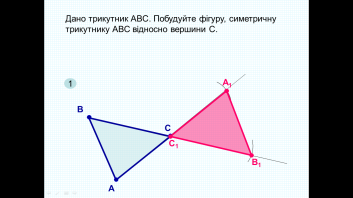 Дано трикутник АВС. Побудуйте фігуру, симетричну
трикутнику АВС відносно вершини С.
1
A₁
B
C
C₁
B₁
A